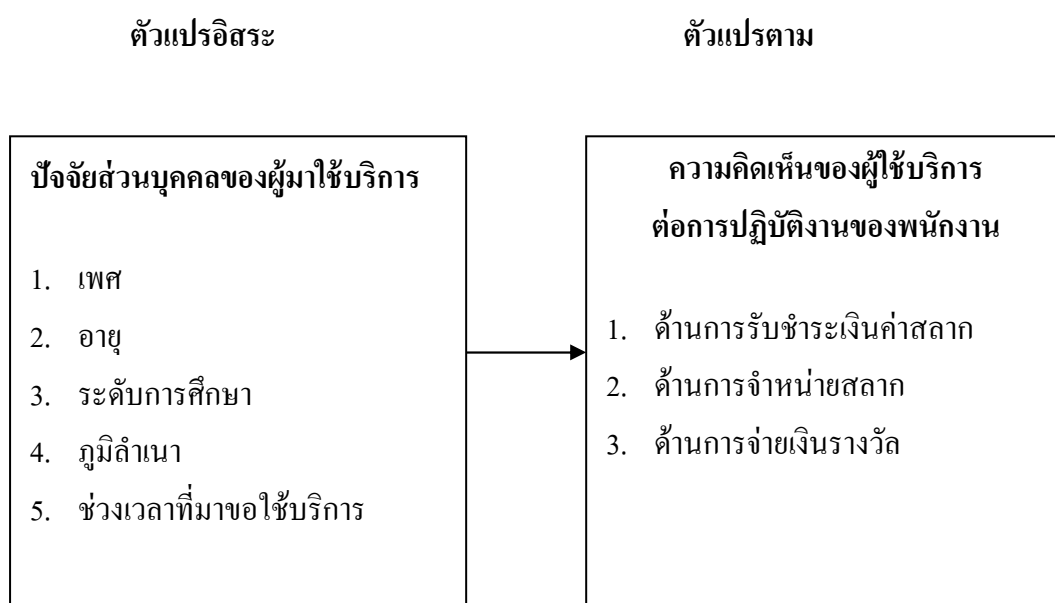 ตัวแปรอิสระ
ตัวแปรตาม
ปัจจัยส่วนบุคคลของผู้มาใช้บริการ
1. เพศ
2. อายุ
3. ระดับการศึกษา
4. ภูมิลำเนา
5. ช่วงเวลาที่มาขอใช้บริการ
ความคิดเห็นของผู้ใช้บริการ
ต่อการปฏิบัติงานของพนักงาน
1. ด้านการรับชำระเงินค่าสลาก
2. ด้านการจำหน่ายสลาก
3. ด้านการจ่ายเงินรางวัล